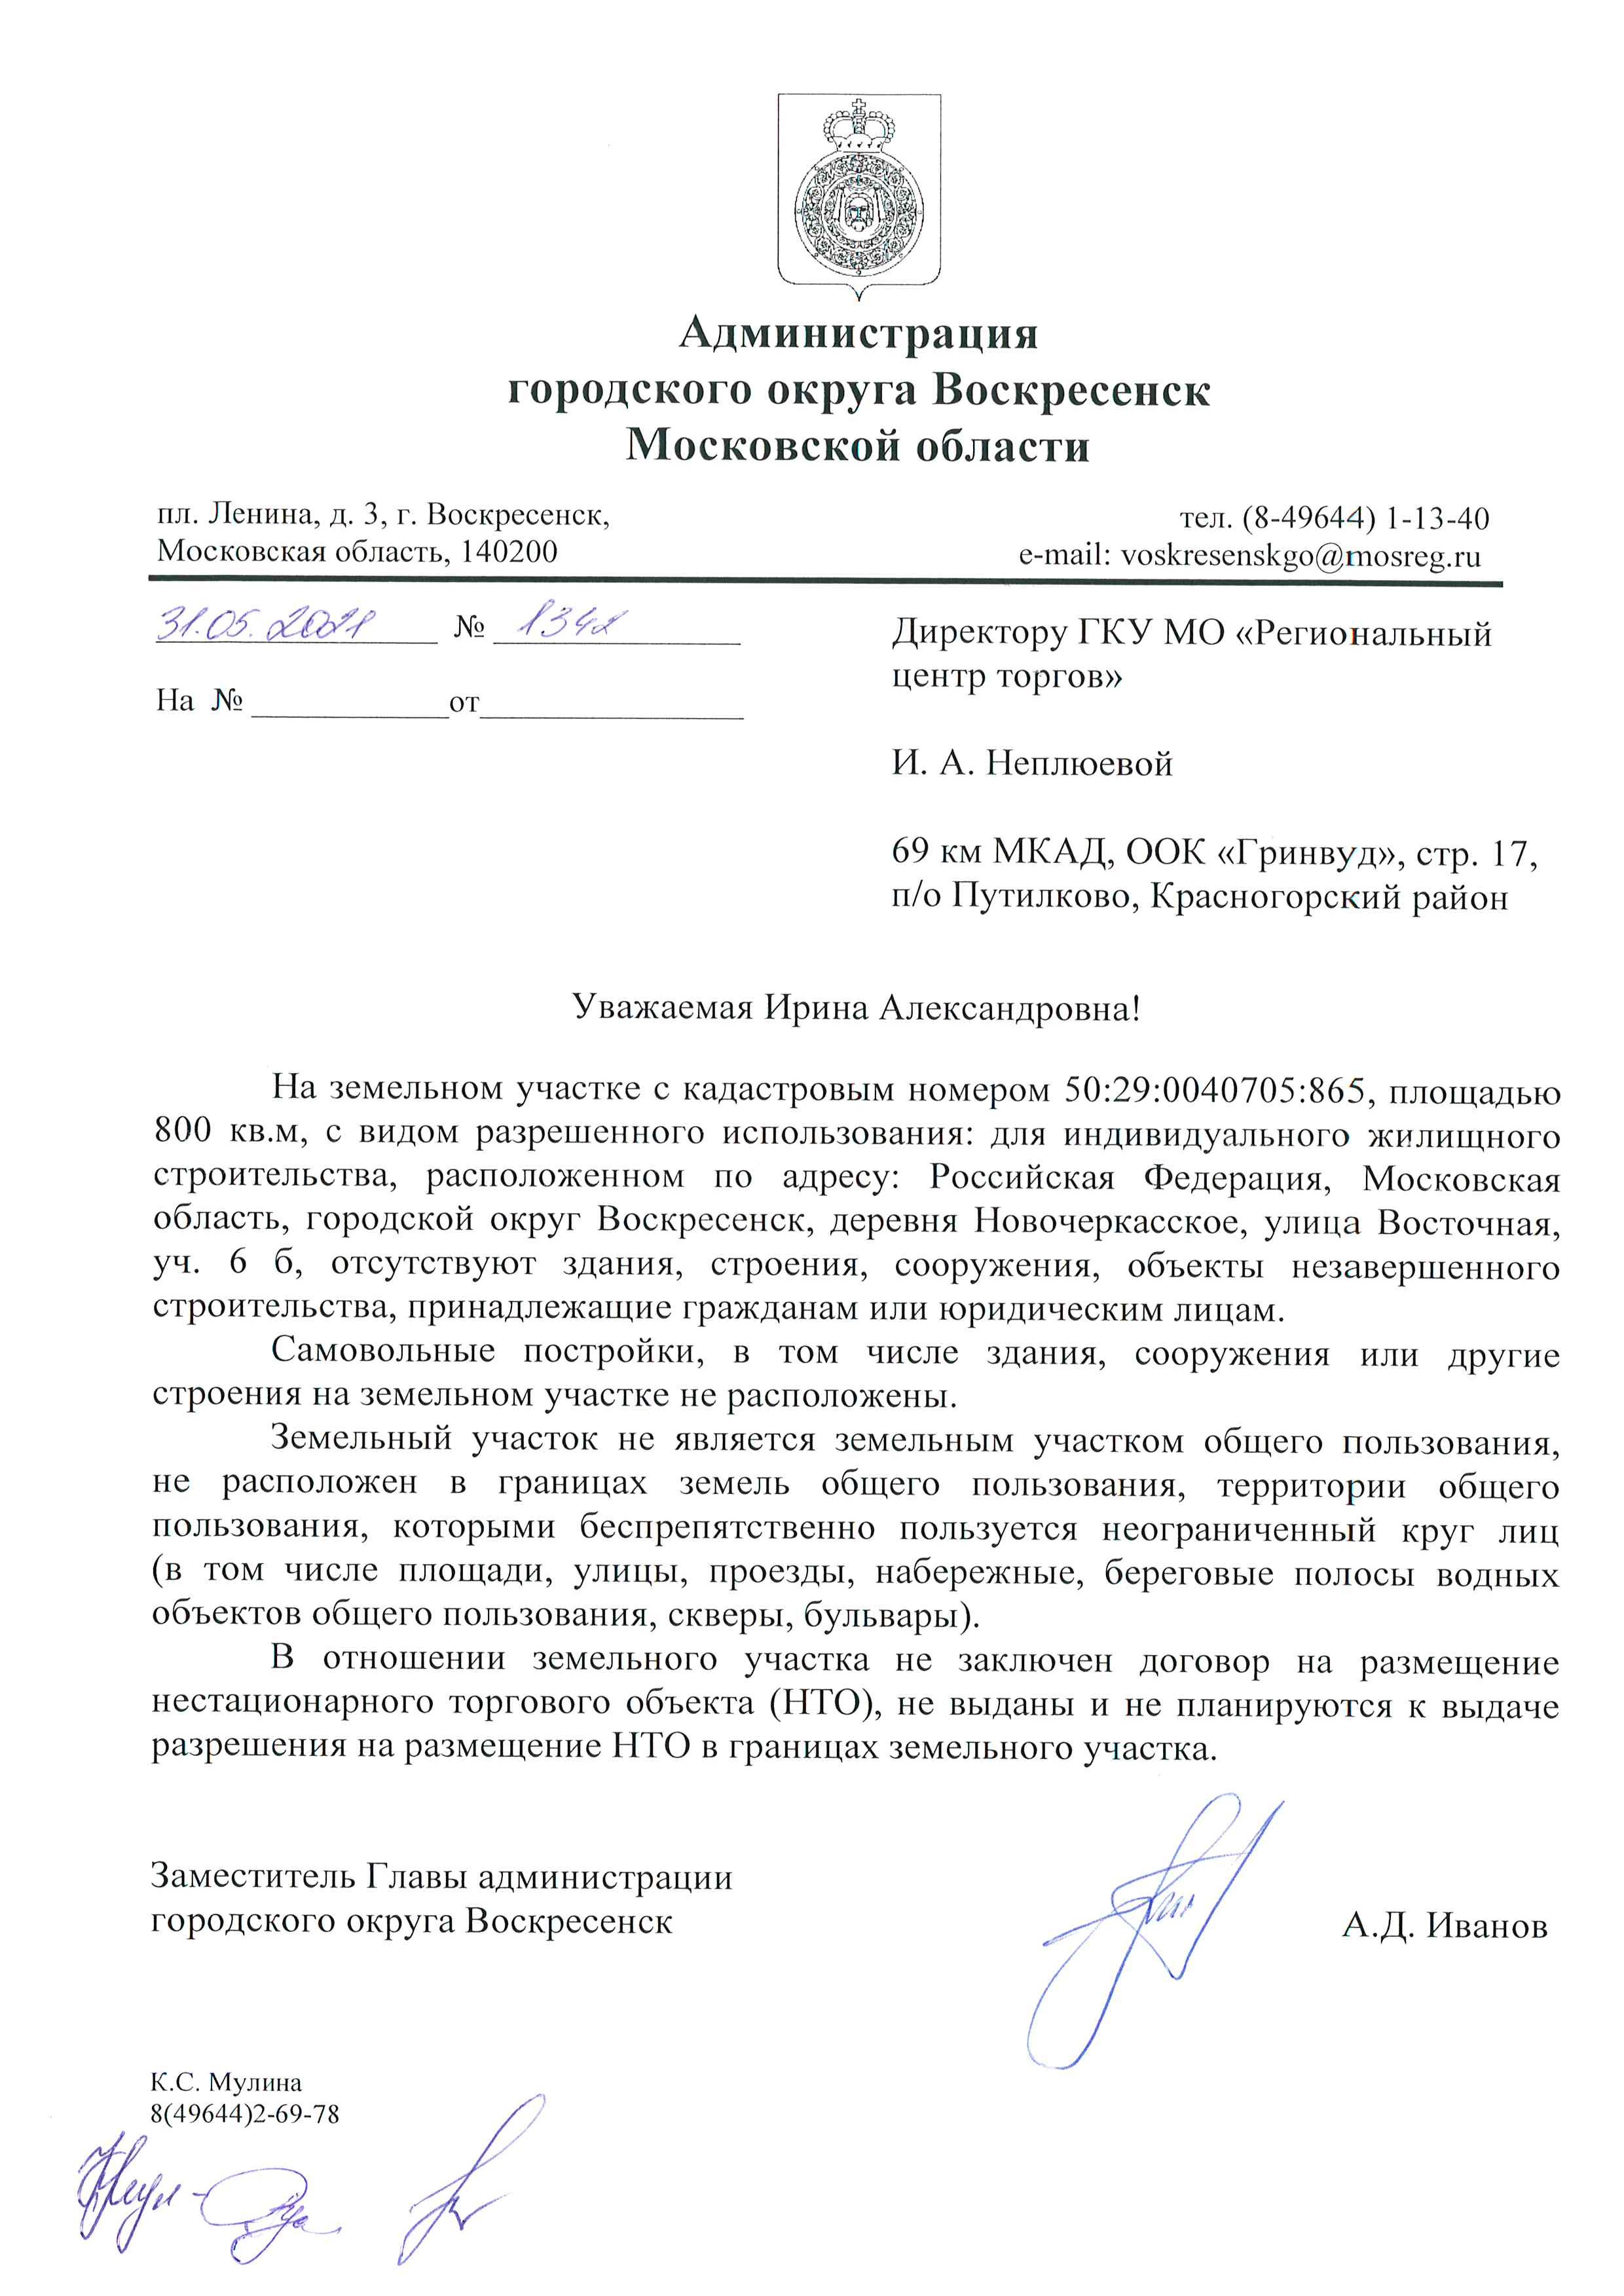 Администрация
городского округа Воскресенск
Московской области
пл. Ленина, д. 3, г. Воскресенск,
Московская область, 140200
тел. (8-49644) 1-13-40
e-mail: voskresenskgo@mosreg.ru
31.05.2021 № 1342
На № ____________от________________
Директору ГКУ МО «Региональный
центр торгов»
И. А. Неплюевой
69 км МКАД, ООК «Гринвуд», стр. 17,
п/о Путилково, Красногорский район
Уважаемая Ирина Александровна!
На земельном участке с кадастровым номером 50:29:0040705:865, площадью
800 кв.м, с видом разрешенного использования: для индивидуального жилищного
строительства, расположенном по адресу: Российская Федерация, Московская
область, городской округ Воскресенск, деревня Новочеркасское, улица Восточная,
уч. 6 б, отсутствуют здания, строения, сооружения, объекты незавершенного
строительства, принадлежащие гражданам или юридическим лицам.
Самовольные постройки, в том числе здания, сооружения или другие
строения на земельном участке не расположены.
Земельный участок не является земельным участком общего пользования,
не расположен в границах земель общего пользования, территории общего
пользования, которыми беспрепятственно пользуется неограниченный круг лиц
(в том числе площади, улицы, проезды, набережные, береговые полосы водных
объектов общего пользования, скверы, бульвары).
В отношении земельного участка не заключен договор на размещение
нестационарного торгового объекта (НТО), не выданы и не планируются к выдаче
разрешения на размещение НТО в границах земельного участка.
Заместитель Главы администрации
городского округа Воскресенск
А.Д. Иванов
К.С. Мулина
8(49644)2-69-78